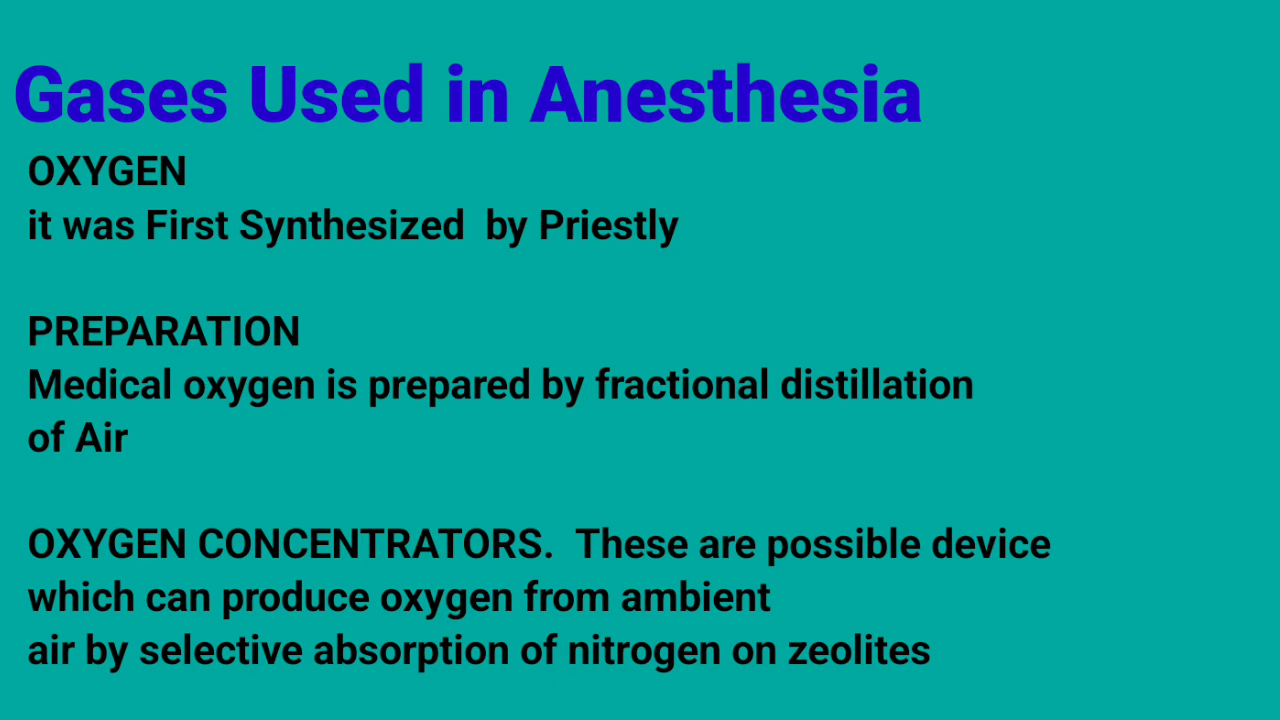 Gases Used in Anesthesia
OXYGEN
it was First Synthesized  by Priestly
PREPARATION
Medical oxygen is prepared by fractional distillation
of Air
OXYGEN CONCENTRATORS.  These are possible device
which can produce oxygen from ambient
air by selective absorption of nitrogen on zeolites